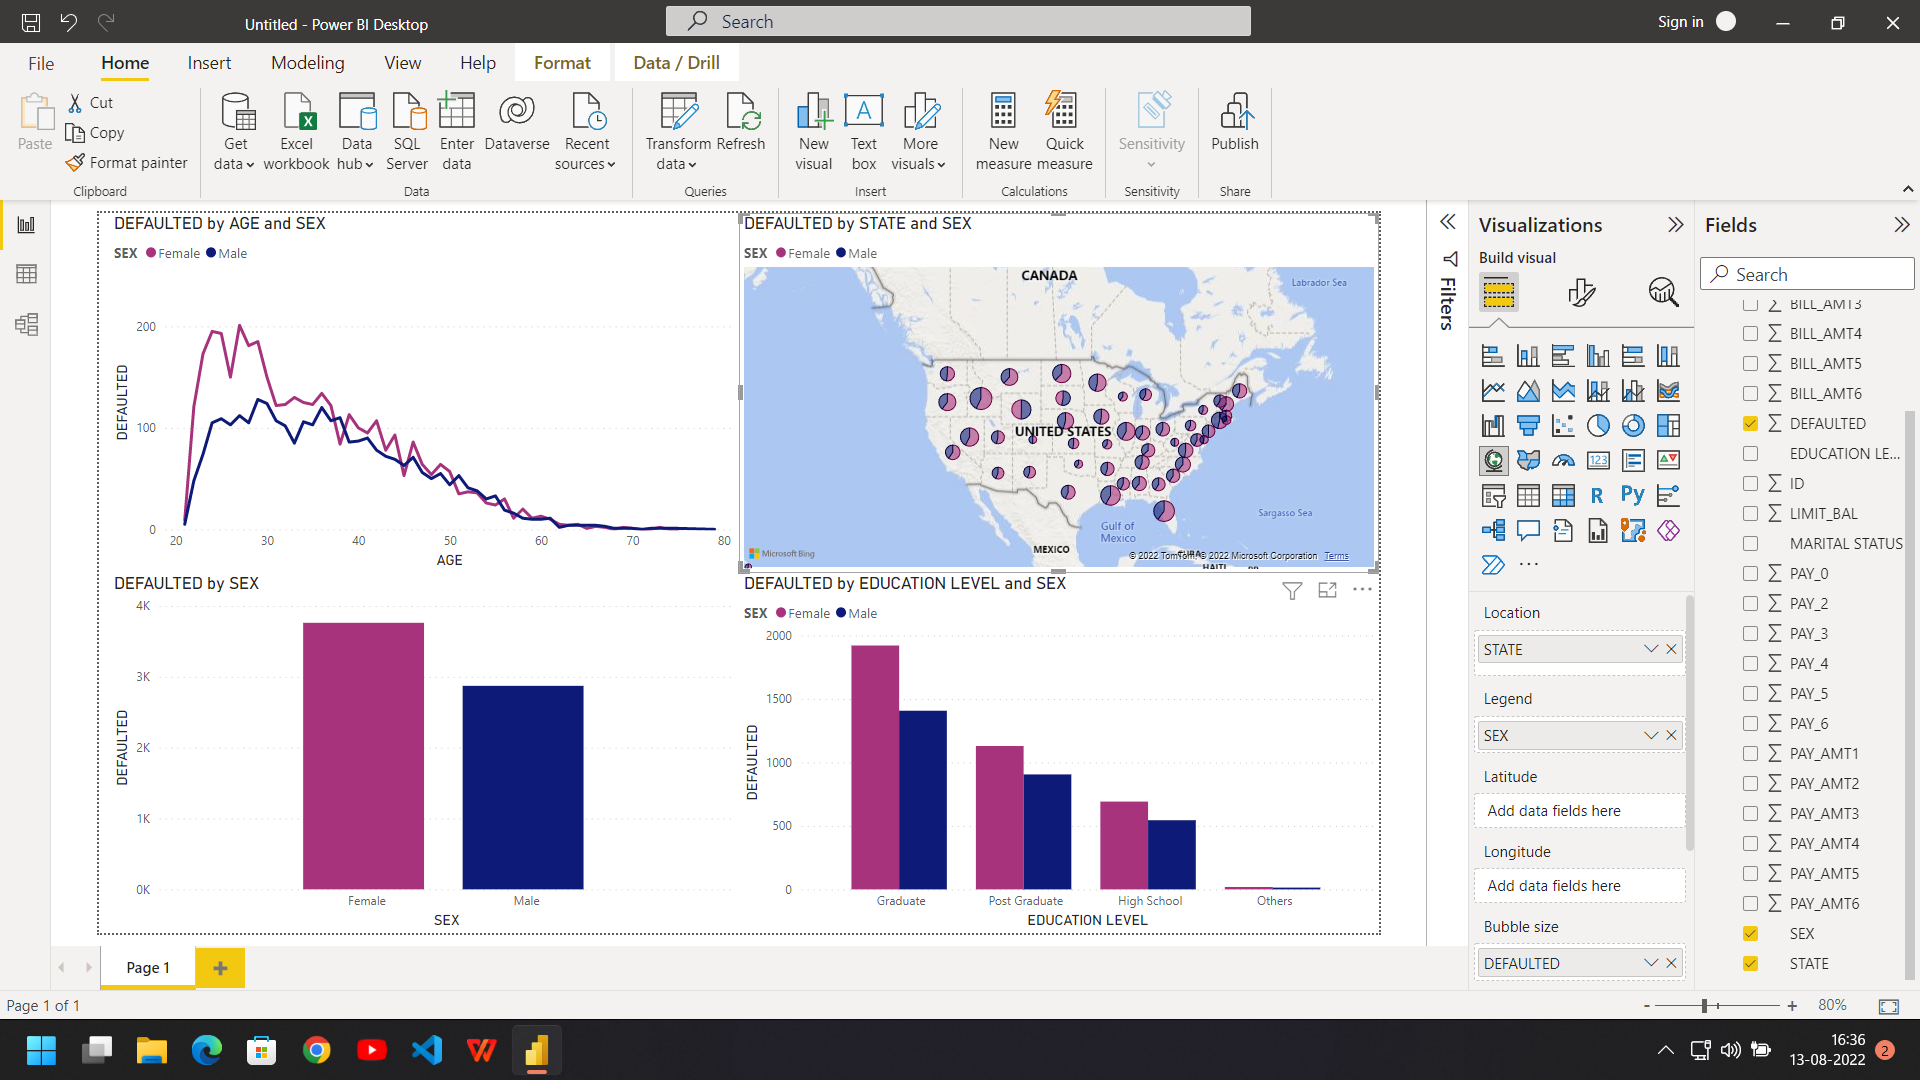 Untitled - Power BI Desktop
Search
Sign in
File
Home
Insert
Modeling
View
Help
Format
Data / Drill
Paste
Cut
Copy
Format painter
Clipboard
Get data
Excel workbook
Data hub
SQL Server
Enter data
Dataverse
Recent sources
Data
Transform data
Refresh
Queries
New visual
Text box
More visuals
Insert
New measure
Quick measure
Calculations
Sensitivity
Sensitivity
Publish
Share
DEFAULTED by AGE and SEX
SEX Female Male
200
100
0
DEFAULTED
20 30 40 50 60 70 80
AGE
DEFAULTED by STATE and SEX
SEX Female Male
CANADA
Labrador Sea
UNITED STATES
Sargasso Sea
Gulf of
Mexico
MEXICO
CUBA
HAITI
Microsoft Bing
© 2022 TomTom, © 2022 Microsoft Corporation Terms
DEFAULTED by SEX
4K
3K
2K
1K
0K
DEFAULTED
Female Male
SEX
DEFAULTED by EDUCATION LEVEL and SEX
SEX Female Male
2000
1500
1000
500
0
DEFAULTED
Graduate Post Graduate High School Others
EDUCATION LEVEL
Filters
Visualizations
Build visual
123
R
Py
Location
STATE
Legend
SEX
Latitude
Add data fields here
Longitude
Add data fields here
Bubble size
DEFAULTED
Fields
Search
BILL_AMT3
BILL_AMT4
BILL_AMT5
BILL_AMT6
DEFAULTED
EDUCATION LE...
ID
LIMIT_BAL
MARITAL STATUS
PAY_0
PAY_2
PAY_3
PAY_4
PAY_5
PAY_6
PAY_AMT1
PAY_AMT2
PAY_AMT3
PAY_AMT4
PAY_AMT5
PAY_AMT6
SEX
STATE
Page 1
Page 1 of 1
80%
16:36
13-08-2022
2